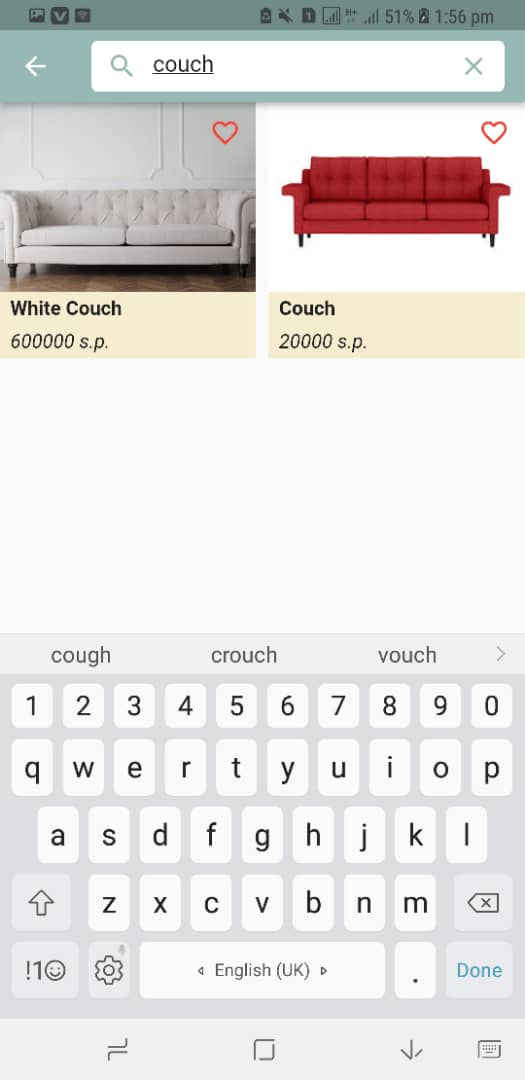 51% 1:56 pm
couch
White Couch
600000 s.p.
Couch
20000 s.p.
cough crouch vouch
1 2 3 4 5 6 7 8 9 0
q w e r t y u i o p
a s d f g h j k l
z x c v b n m
!1☺ English (UK) . Done